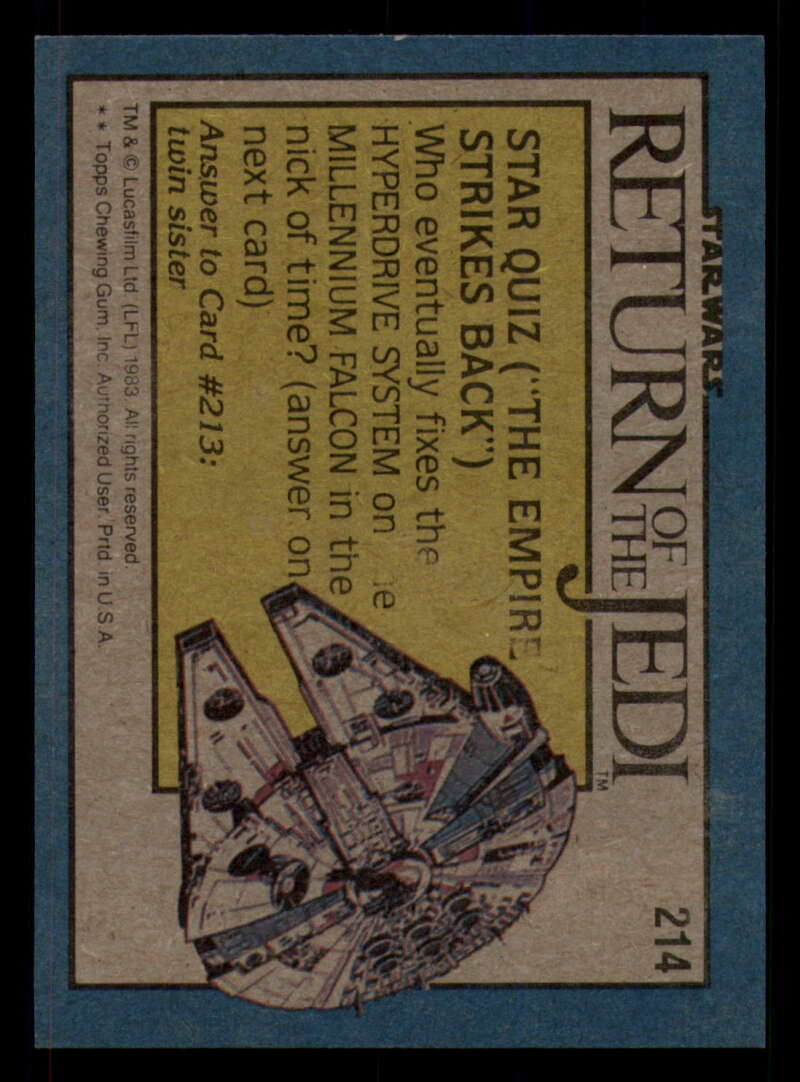 STAR WARS
RETURN OF THE JEDI™
214
STAR QUIZ ("THE EMPIRE
STRIKES BACK")
Who eventually fixes the
HYPERDRIVE SYSTEM on
MILLENNIUM FALCON in the
nick of time? (answer on
next card)
Answer to Card #213:
twin sister
TM & © Lucasfilm Ltd. (LFL) 1983. All rights reserved.
** Topps Chewing Gum, Inc. Authorized User. Prtd. in U.S.A.